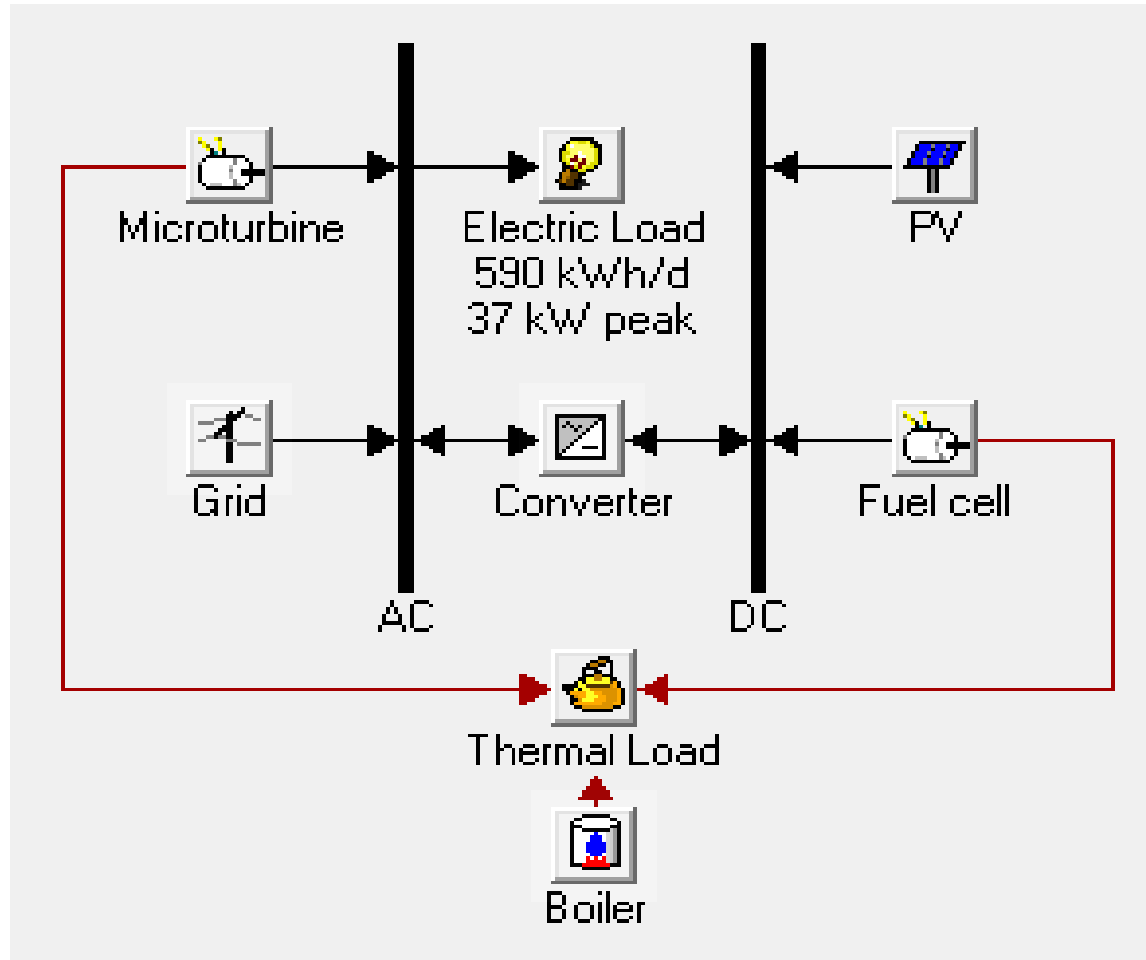 Microturbine
Electric Load
590 kWh/d
37 kW peak
PV
Grid
Converter
Fuel cell
AC
DC
Thermal Load
Boiler